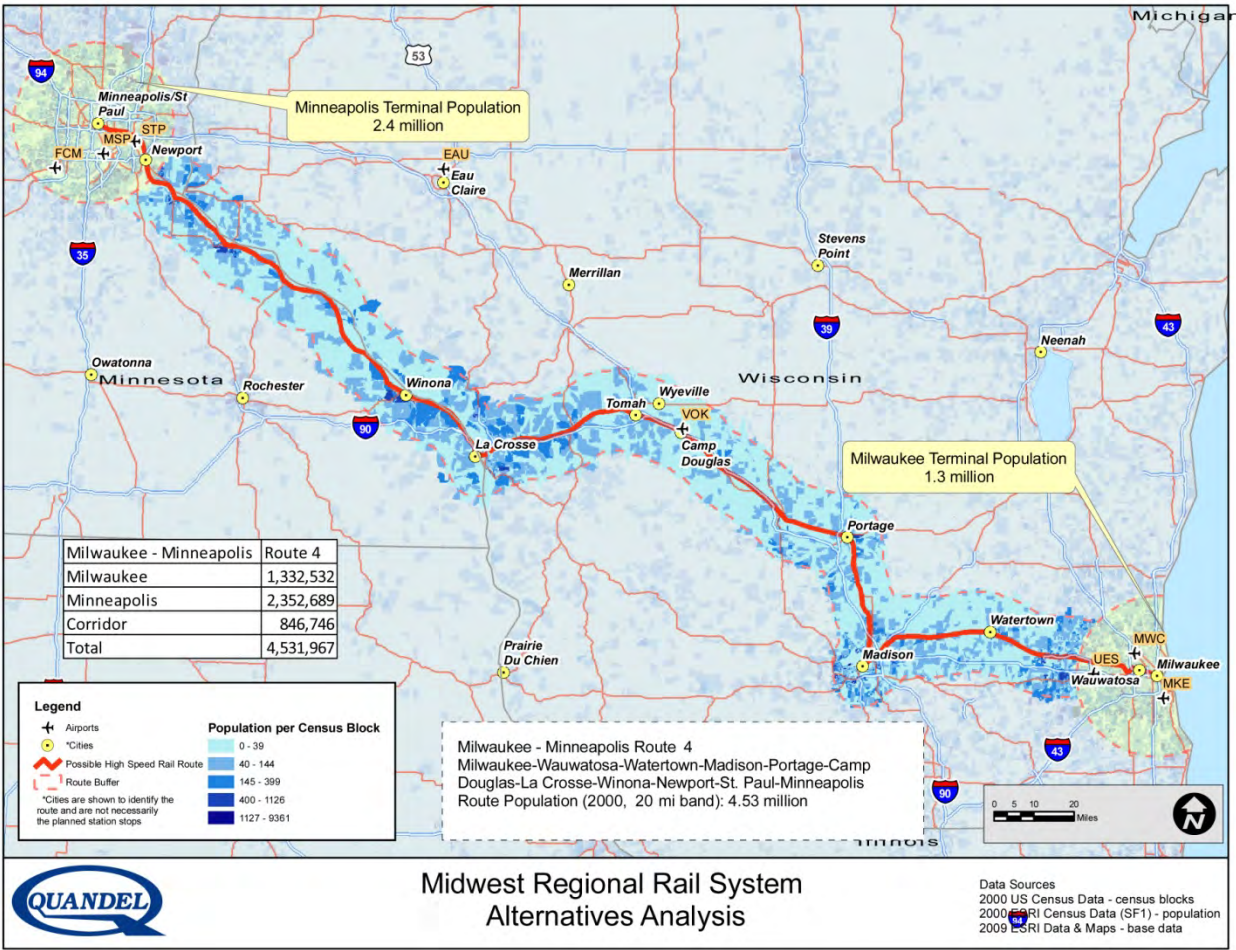 Michigan
53
94
Minneapolis/St
Paul
Minneapolis Terminal Population
2.4 million
MSP
STP
FCM
Newport
EAU
Eau
Claire
35
Stevens
Point
Merrillan
39
43
Neenah
Owatonna
Minnesota
Rochester
Winona
Wisconsin
Wyeville
Tomah
VOK
90
La Crosse
Camp
Douglas
Milwaukee Terminal Population
1.3 million
Portage
Milwaukee - Minneapolis Route 4
Milwaukee 1,332,532
Minneapolis 2,352,689
Corridor 846,746
Total 4,531,967
Watertown
Prairie
Du Chien
Madison
MWC
UES
Milwaukee
Wauwatosa
MKE
Legend
Airports
*Cities
Possible High Speed Rail Route
Route Buffer
*Cities are shown to identify the
route and are not necessarily
the planned station stops
Population per Census Block
0 - 39
40 - 144
145 - 399
400 - 1126
1127 - 9361
Milwaukee - Minneapolis Route 4
Milwaukee-Wauwatosa-Watertown-Madison-Portage-Camp
Douglas-La Crosse-Winona-Newport-St. Paul-Minneapolis
Route Population (2000, 20 mi band): 4.53 million
43
90
0 5 10 20
Miles
N
Illinois
QUANDEL
Midwest Regional Rail System
Alternatives Analysis
Data Sources
2000 US Census Data - census blocks
2000 ESRI Census Data (SF1) - population
94
2009 ESRI Data & Maps - base data